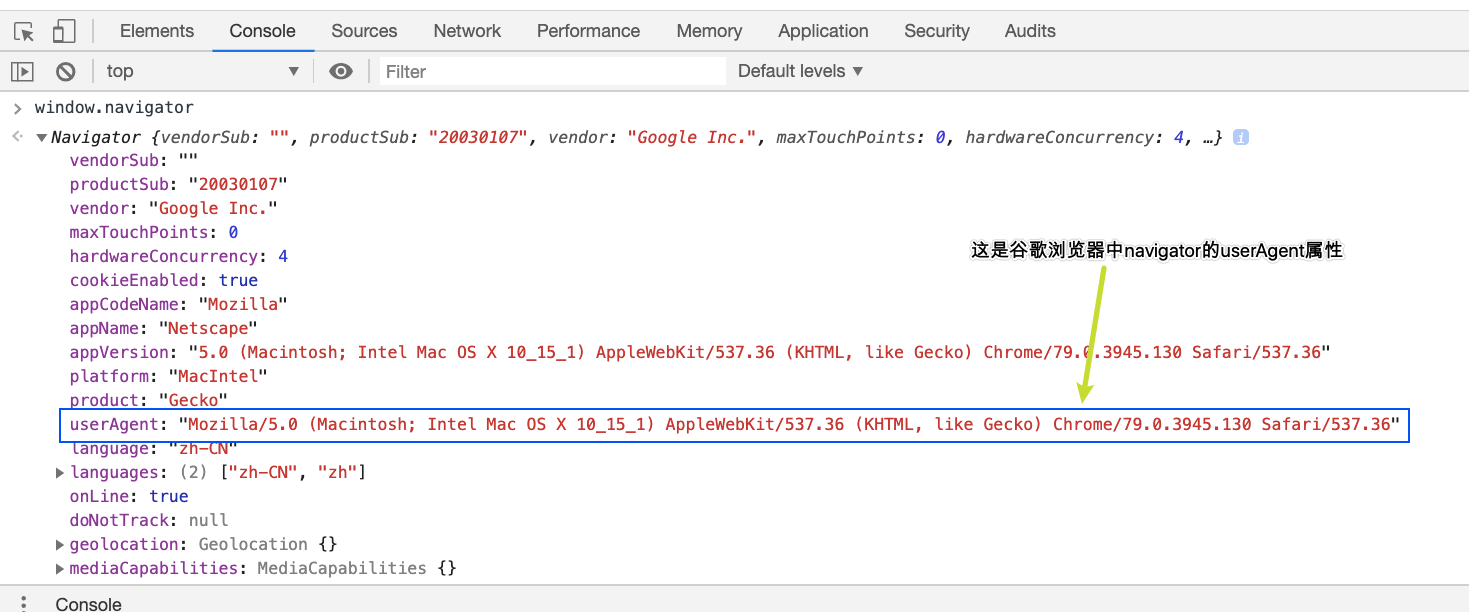 Elements Console Sources Network Performance Memory Application Security Audits
top Filter Default levels
window.navigator
Navigator {vendorSub: "", productSub: "20030107", vendor: "Google Inc.", maxTouchPoints: 0, hardwareConcurrency: 4, …}
vendorSub: ""
productSub: "20030107"
vendor: "Google Inc."
maxTouchPoints: 0
这是谷歌浏览器中navigator的userAgent属性
hardwareConcurrency: 4
cookieEnabled: true
appCodeName: "Mozilla"
appName: "Netscape"
appVersion: "5.0 (Macintosh; Intel Mac OS X 10_15_1) AppleWebKit/537.36 (KHTML, like Gecko) Chrome/79.0.3945.130 Safari/537.36"
platform: "MacIntel"
product: "Gecko"
userAgent: "Mozilla/5.0 (Macintosh; Intel Mac OS X 10_15_1) AppleWebKit/537.36 (KHTML, like Gecko) Chrome/79.0.3945.130 Safari/537.36"
language: "zh-CN"
languages: (2) ["zh-CN", "zh"]
onLine: true
doNotTrack: null
geolocation: Geolocation {}
mediaCapabilities: MediaCapabilities {}
Console